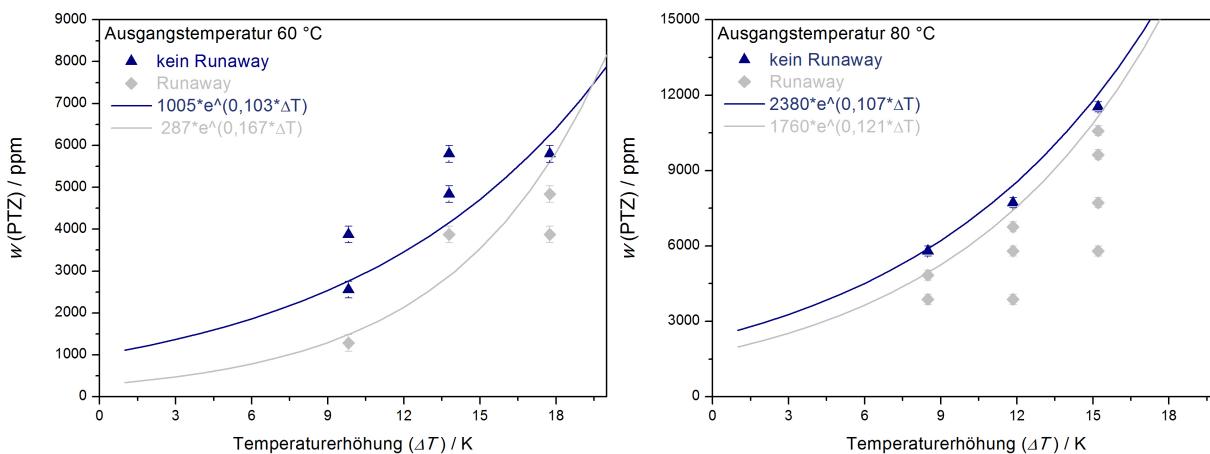 Ausgangstemperatur 60 °C
kein Runaway
Runaway
1005*e^(0,103*ΔT)
287*e^(0,167*ΔT)
9000
8000
7000
6000
5000
4000
3000
2000
1000
0
w (PTZ) / ppm
0 3 6 9 12 15 18
Temperaturerhöhung (ΔT) / K
Ausgangstemperatur 80 °C
kein Runaway
Runaway
2380*e^(0,107*ΔT)
1760*e^(0,121*ΔT)
15000
12000
9000
6000
3000
0
w (PTZ) / ppm
0 3 6 9 12 15 18
Temperaturerhöhung (ΔT) / K